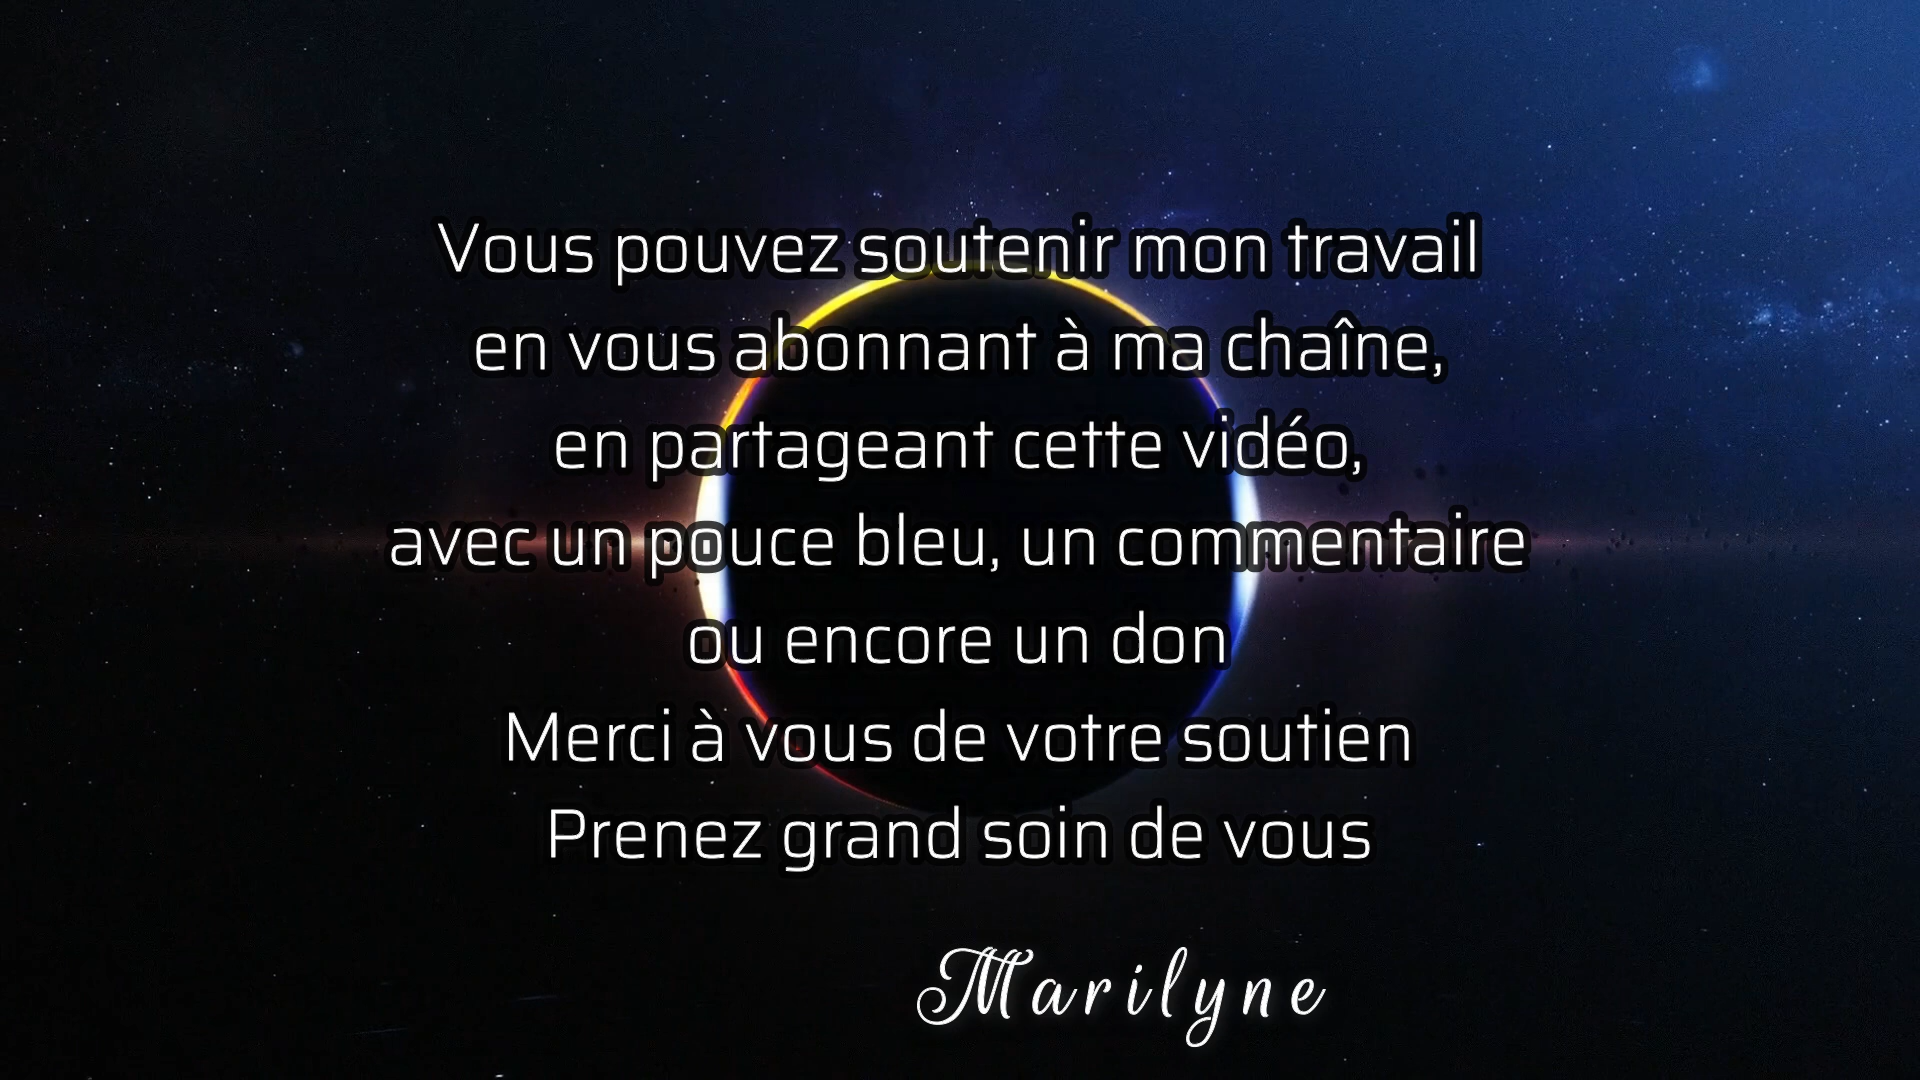 Vous pouvez soutenir mon travail
en vous abonnant à ma chaîne,
en partageant cette vidéo,
avec un pouce bleu, un commentaire
ou encore un don
Merci à vous de votre soutien
Prenez grand soin de vous
Marilyne